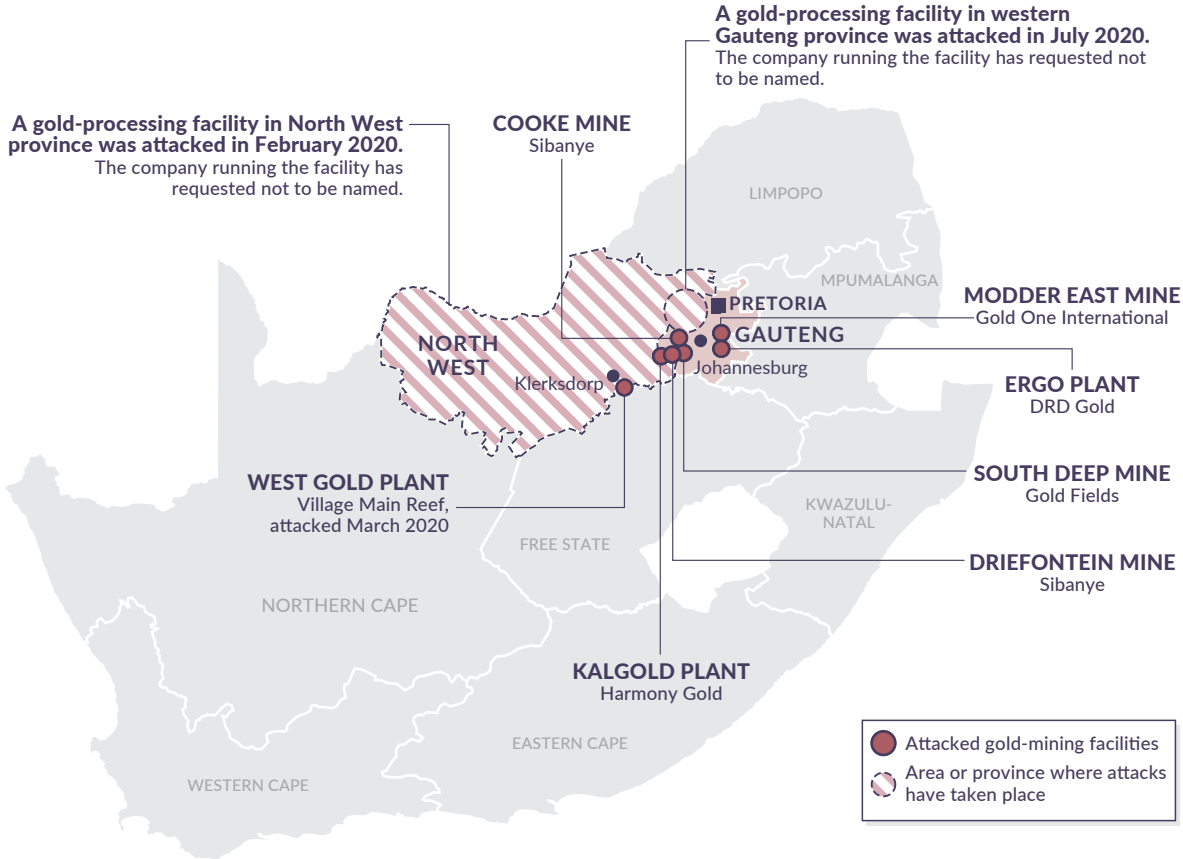 A gold-processing facility in western
Gauteng province was attacked in July 2020.
The company running the facility has requested not
to be named.
A gold-processing facility in North West
province was attacked in February 2020.
The company running the facility has
requested not to be named.
COOKE MINE
Sibanye
LIMPOPO
MPUMALANGA
MODDER EAST MINE
Gold One International
PRETORIA
GAUTENG
NORTH
WEST
Johannesburg
Klerksdorp
ERGO PLANT
DRD Gold
WEST GOLD PLANT
Village Main Reef,
attacked March 2020
SOUTH DEEP MINE
Gold Fields
KWAZULU-
NATAL
FREE STATE
DRIEFONTEIN MINE
Sibanye
NORTHERN CAPE
KALGOLD PLANT
Harmony Gold
EASTERN CAPE
WESTERN CAPE
Attacked gold-mining facilities
Area or province where attacks
have taken place